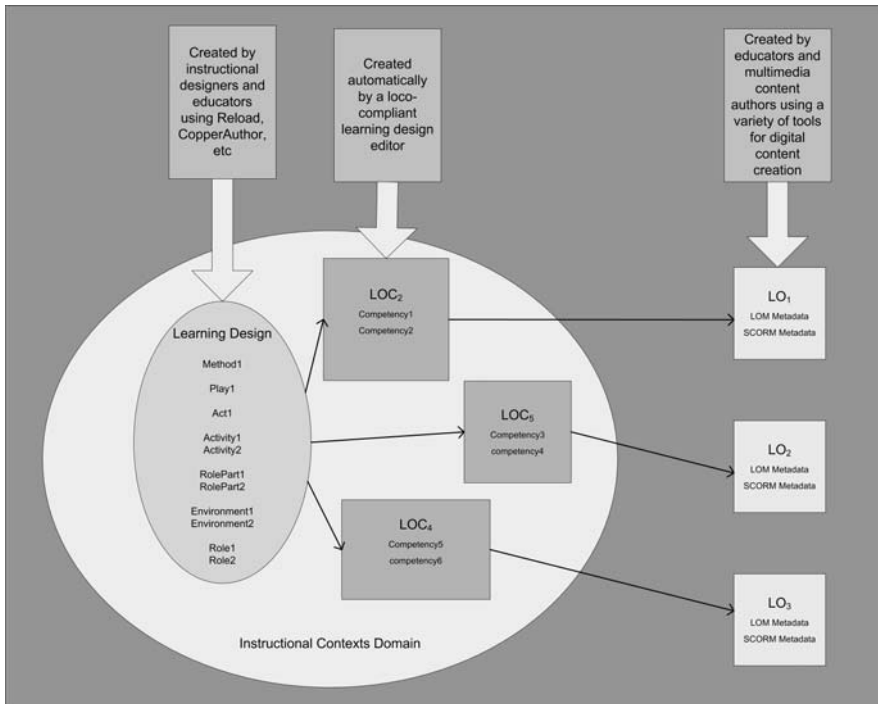 Created by
instructional
designers and
educators
using Reload,
CopperAuthor,
etc
Created
automatically
by a loco-
compliant
learning design
editor
Created by
educators and
multimedia
content
authors using a
variety of tools
for digital
content
creation
Learning Design
Method1
Play1
Act1
Activity1
Activity2
RolePart1
RolePart2
Environment1
Environment2
Role1
Role2
LOC₂
Competency1
Competency2
LOC₅
Competency3
competency4
LOC₄
Competency5
competency6
Instructional Contexts Domain
LO₁
LOM Metadata
SCORM Metadata
LO₂
LOM Metadata
SCORM Metadata
LO₃
LOM Metadata
SCORM Metadata